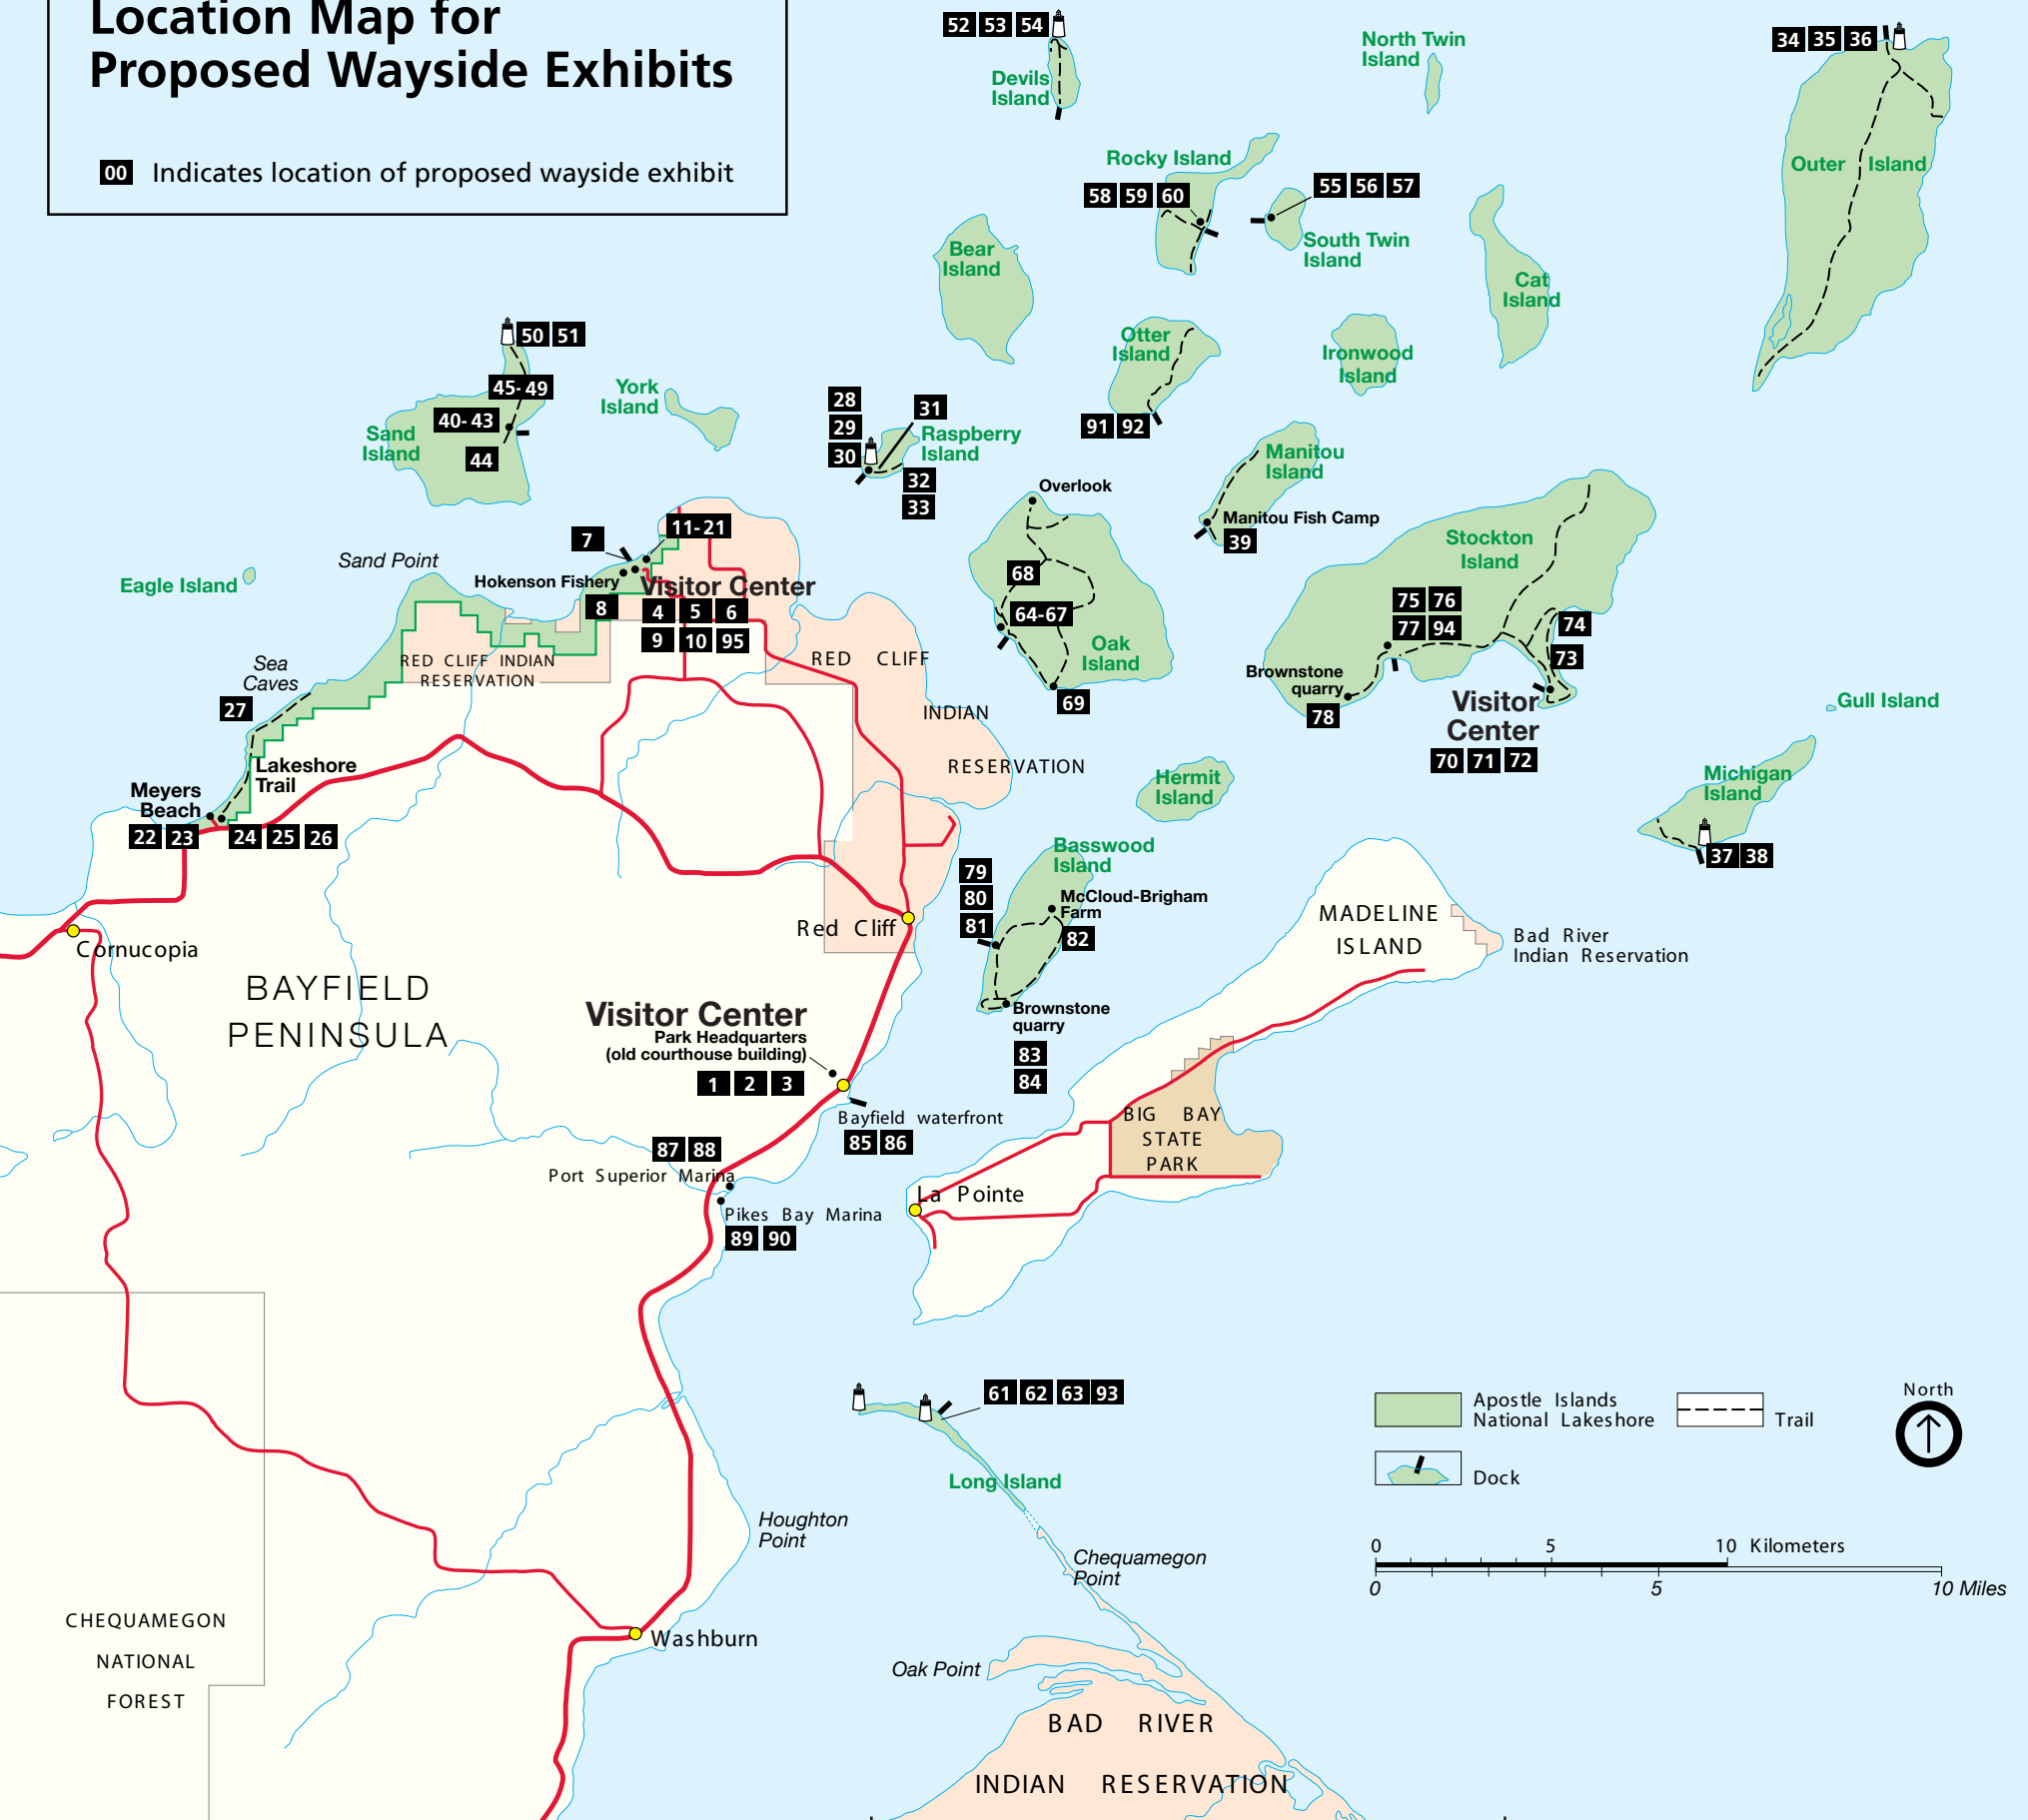 Location Map for
Proposed Wayside Exhibits
00 Indicates location of proposed wayside exhibit
52 53 54
Devils
Island
North Twin
Island
34 35 36
Outer Island
Rocky Island
58 59 60
55 56 57
South Twin
Island
Bear
Island
Cat
Island
Otter
Island
Ironwood
Island
91 92
50 51
45-49
40-43
44
Sand
Island
York
Island
28
29
30
31
Raspberry
Island
32
33
Manitou
Island
Manitou Fish Camp
39
Overlook
68
64-67
Oak
Island
69
Stockton
Island
75 76
77 94
74
73
Brownstone
quarry
78
Visitor
Center
70 71 72
Gull Island
Michigan
Island
37 38
Eagle Island
Sand Point
7
11-21
Hokenson Fishery
Visitor Center
8
4 5 6
9 10 95
RED CLIFF INDIAN
RESERVATION
RED CLIFF
INDIAN
RESERVATION
Sea
Caves
27
Lakeshore
Trail
Meyers
Beach
22 23
24 25 26
Hermit
Island
Basswood
Island
79
80
81
McCloud-Brigham
Farm
82
Brownstone
quarry
83
84
MADELINE
ISLAND
Bad River
Indian Reservation
Red Cliff
Cornucopia
BAYFIELD
PENINSULA
Visitor Center
Park Headquarters
(old courthouse building)
1 2 3
Bayfield waterfront
85 86
87 88
Port Superior Marina
Pikes Bay Marina
89 90
BIG BAY
STATE
PARK
La Pointe
61 62 63 93
Long Island
Chequamegon
Point
Houghton
Point
Washburn
CHEQUAMEGON
NATIONAL
FOREST
Oak Point
BAD RIVER
INDIAN RESERVATION
Apostle Islands
National Lakeshore
Trail
Dock
North
0 5 10 Kilometers
0 5 10 Miles